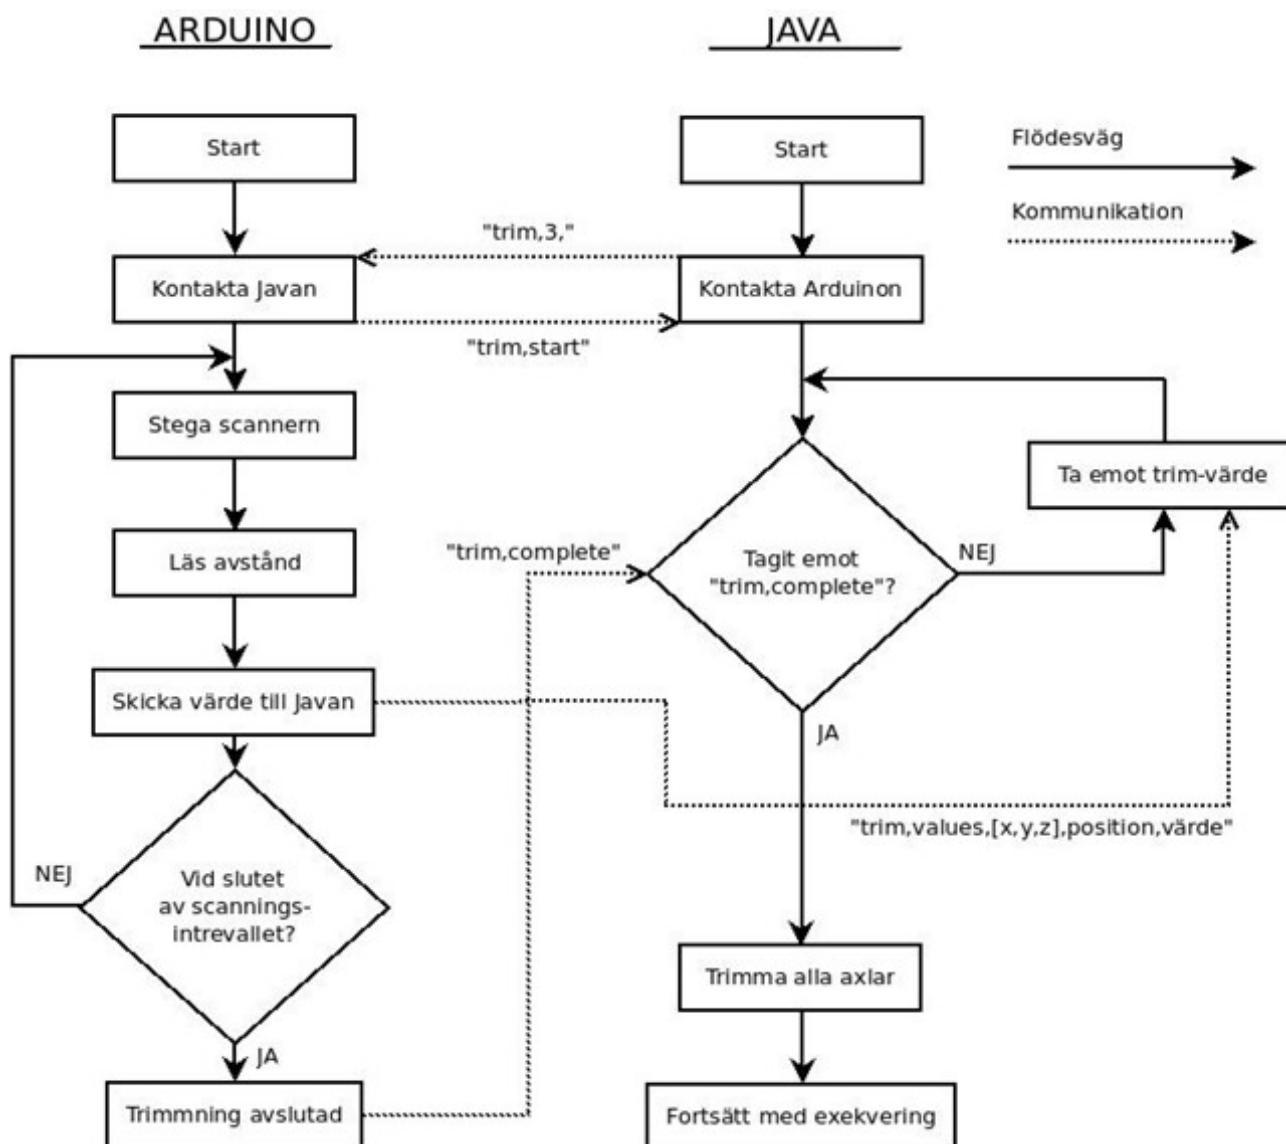 ARDUINO
JAVA
Start
Start
Flödesväg
Kommunikation
"trim,3,"
Kontakta Javan
Kontakta Arduinon
"trim,start"
Stega scannern
Ta emot trim-värde
Läs avstånd
"trim,complete"
Tagit emot
"trim,complete"?
NEJ
Skicka värde till Javan
JA
"trim,values,[x,y,z],position,värde"
NEJ
Vid slutet
av scannings-
intrevallet?
Trimma alla axlar
JA
Trimmning avslutad
Fortsätt med exekvering